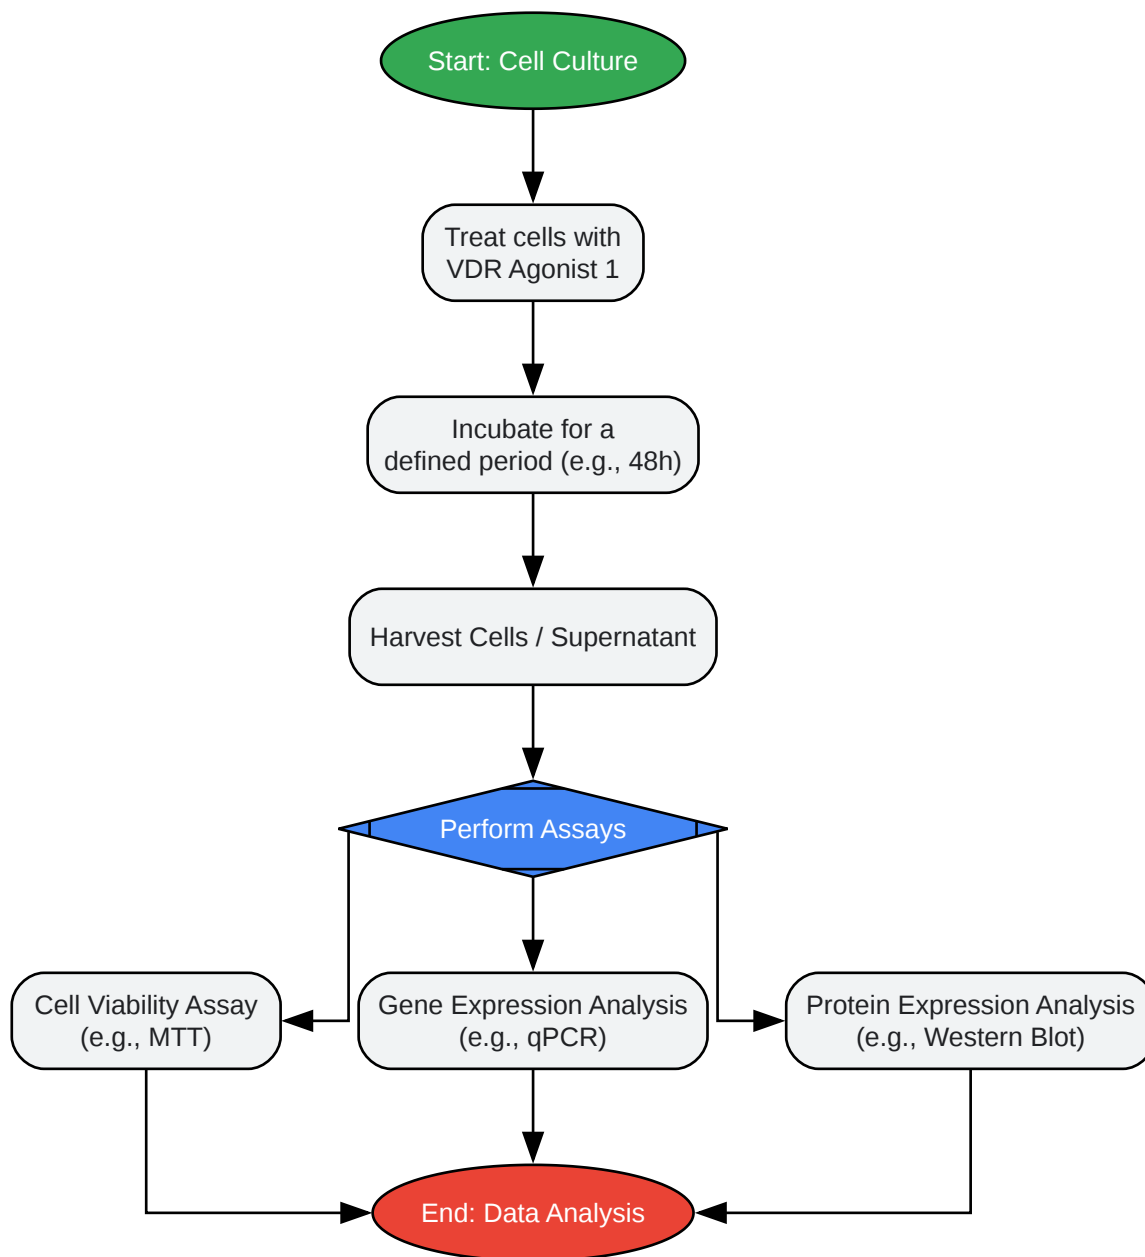 Start: Cell Culture
Treat cells with
VDR Agonist 1
Incubate for a
defined period (e.g., 48h)
Harvest Cells / Supernatant
Perform Assays
Cell Viability Assay
(e.g., MTT)
Gene Expression Analysis
(e.g., qPCR)
Protein Expression Analysis
(e.g., Western Blot)
End: Data Analysis